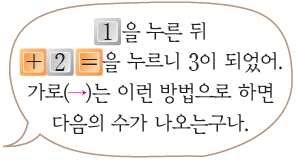 1을 누른 뒤
+2=을 누르니 3이 되었어.
가로(→)는 이런 방법으로 하면
다음의 수가 나오는구나.